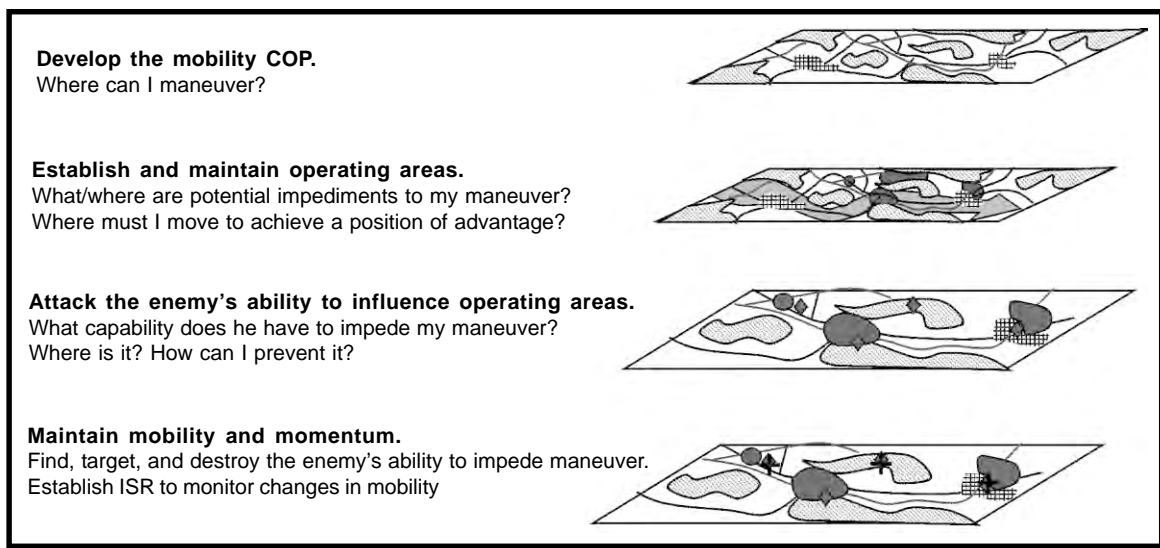 Develop the mobility COP.
Where can I maneuver?
Establish and maintain operating areas.
What/where are potential impediments to my maneuver?
Where must I move to achieve a position of advantage?
Attack the enemy’s ability to influence operating areas.
What capability does he have to impede my maneuver?
Where is it? How can I prevent it?
Maintain mobility and momentum.
Find, target, and destroy the enemy’s ability to impede maneuver.
Establish ISR to monitor changes in mobility